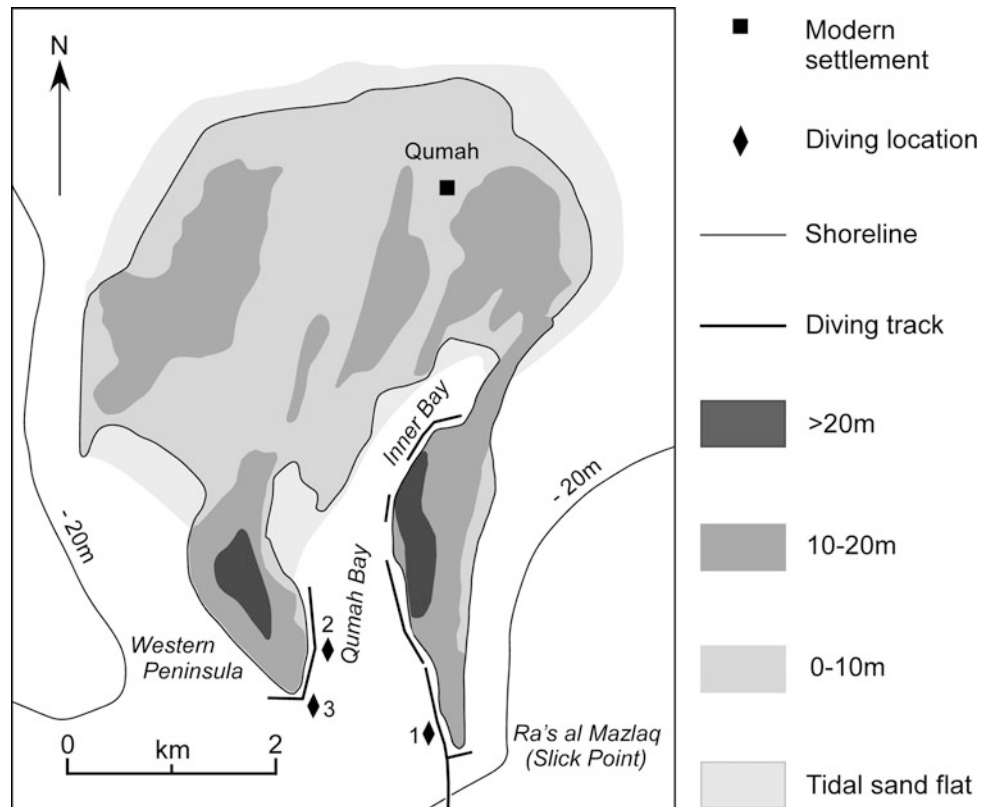 N
Qumah
Inner Bay
Qumah Bay
- 20m
- 20m
Western
Peninsula
2
3
1
Ra's al Mazlaq
(Slick Point)
0
km
2
Modern
settlement
Diving location
Shoreline
Diving track
>20m
10-20m
0-10m
Tidal sand flat